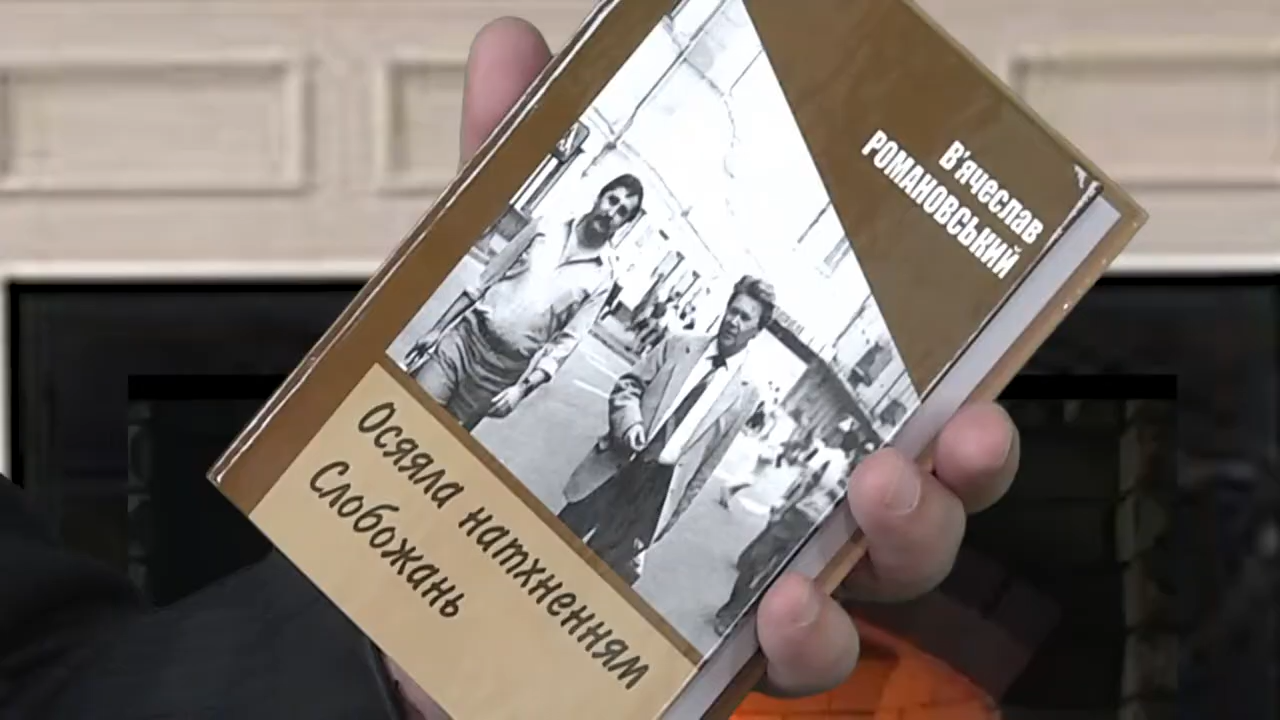 В'ячеслав
РОМАНОВСЬКИЙ
Осяяла натхненням
Слобожань